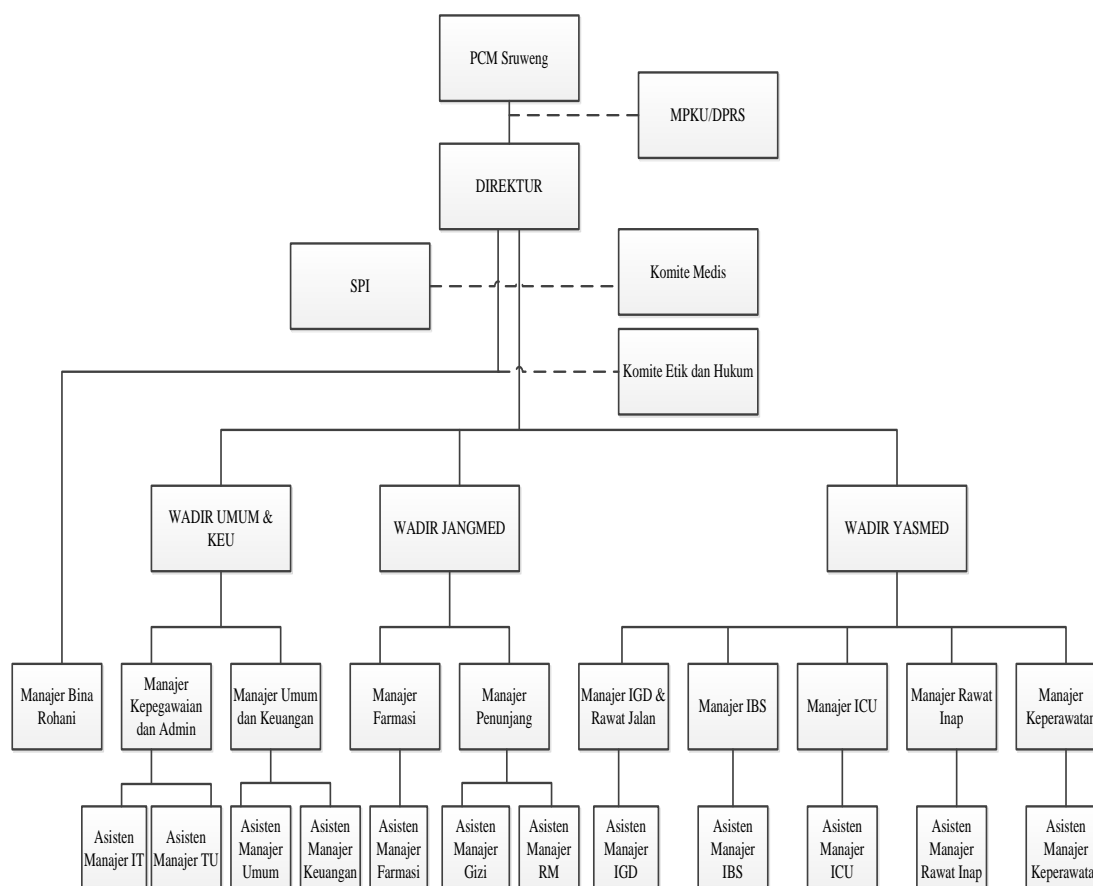 PCM Sruweng
MPKU/DPRS
DIREKTUR
SPI
Komite Medis
Komite Etik dan Hukum
WADIR UMUM &
KEU
WADIR JANGMED
WADIR YASMED
Manajer Bina
Rohani
Manajer
Kepegawaian
dan Admin
Manajer Umum
dan Keuangan
Manajer
Farmasi
Manajer
Penunjang
Manajer IGD &
Rawat Jalan
Manajer IBS
Manajer ICU
Manajer Rawat
Inap
Manajer
Keperawatan
Asisten
Manajer IT
Asisten
Manajer TU
Asisten
Manajer
Umum
Asisten
Manajer
Keuangan
Asisten
Manajer
Farmasi
Asisten
Manajer
Gizi
Asisten
Manajer
RM
Asisten
Manajer
IGD
Asisten
Manajer
IBS
Asisten
Manajer
ICU
Asisten
Manajer
Rawat Inap
Asisten
Manajer
Keperawatan